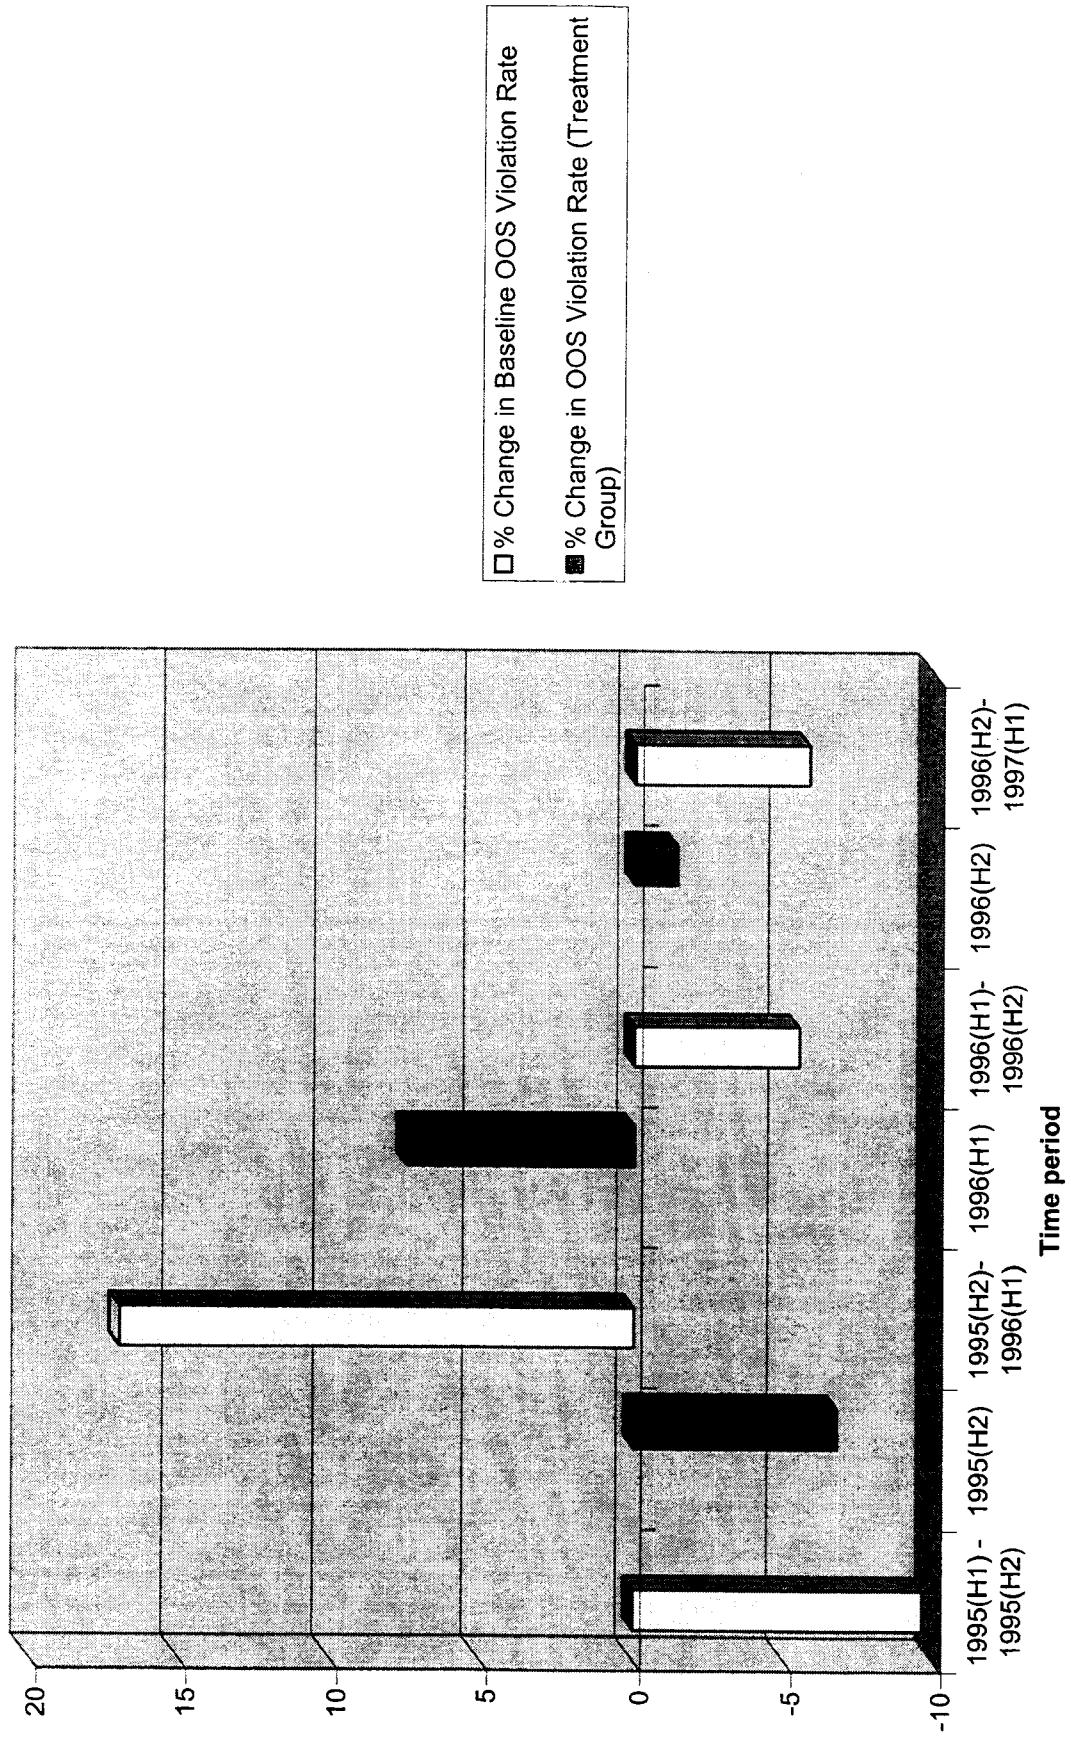 % Change in Baseline OOS Violation Rate
% Change in OOS Violation Rate (Treatment
Group)
20
15
10
5
0
-5
-10
1995(H1) -
1995(H2)
1995(H2)
1995(H2)-
1996(H1)
1996(H1)
1996(H1)-
1996(H2)
1996(H2)
1996(H2)-
1997(H1)
Time period